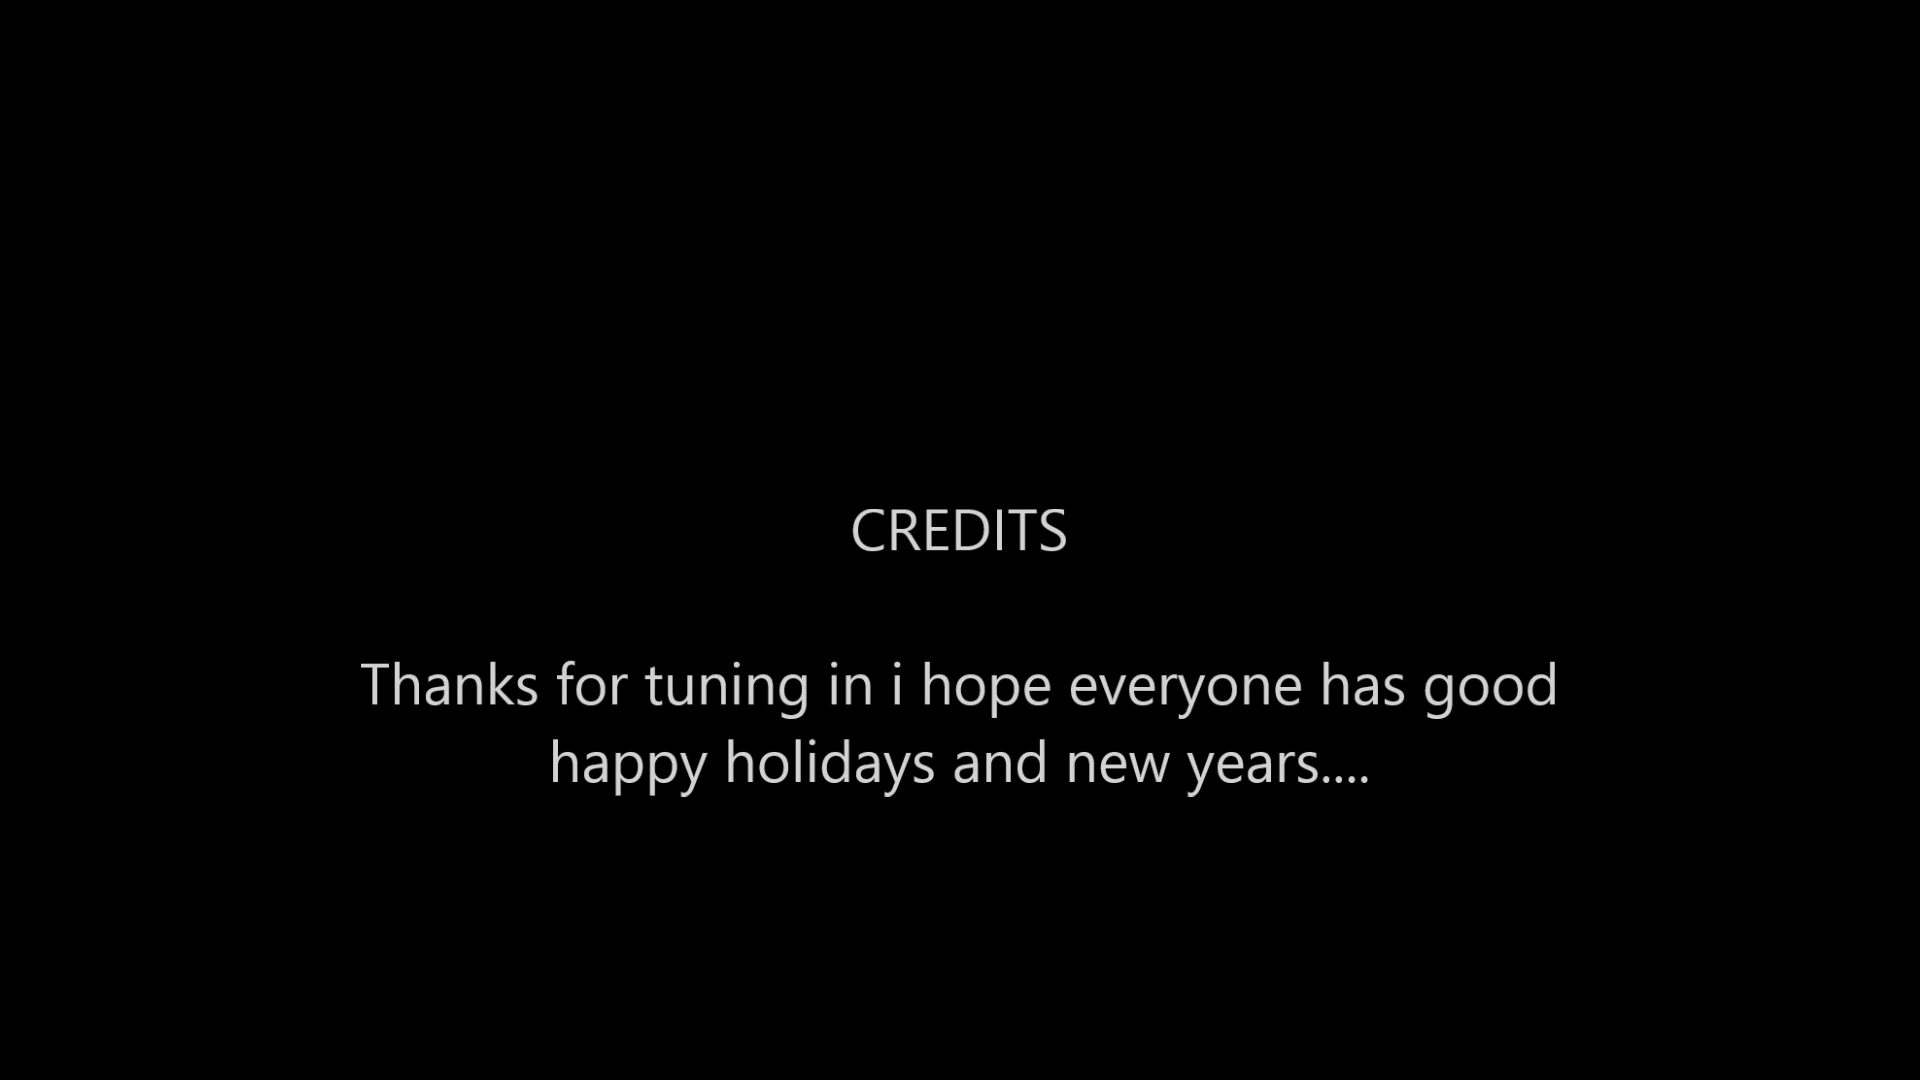 CREDITS
Thanks for tuning in i hope everyone has good
happy holidays and new years....